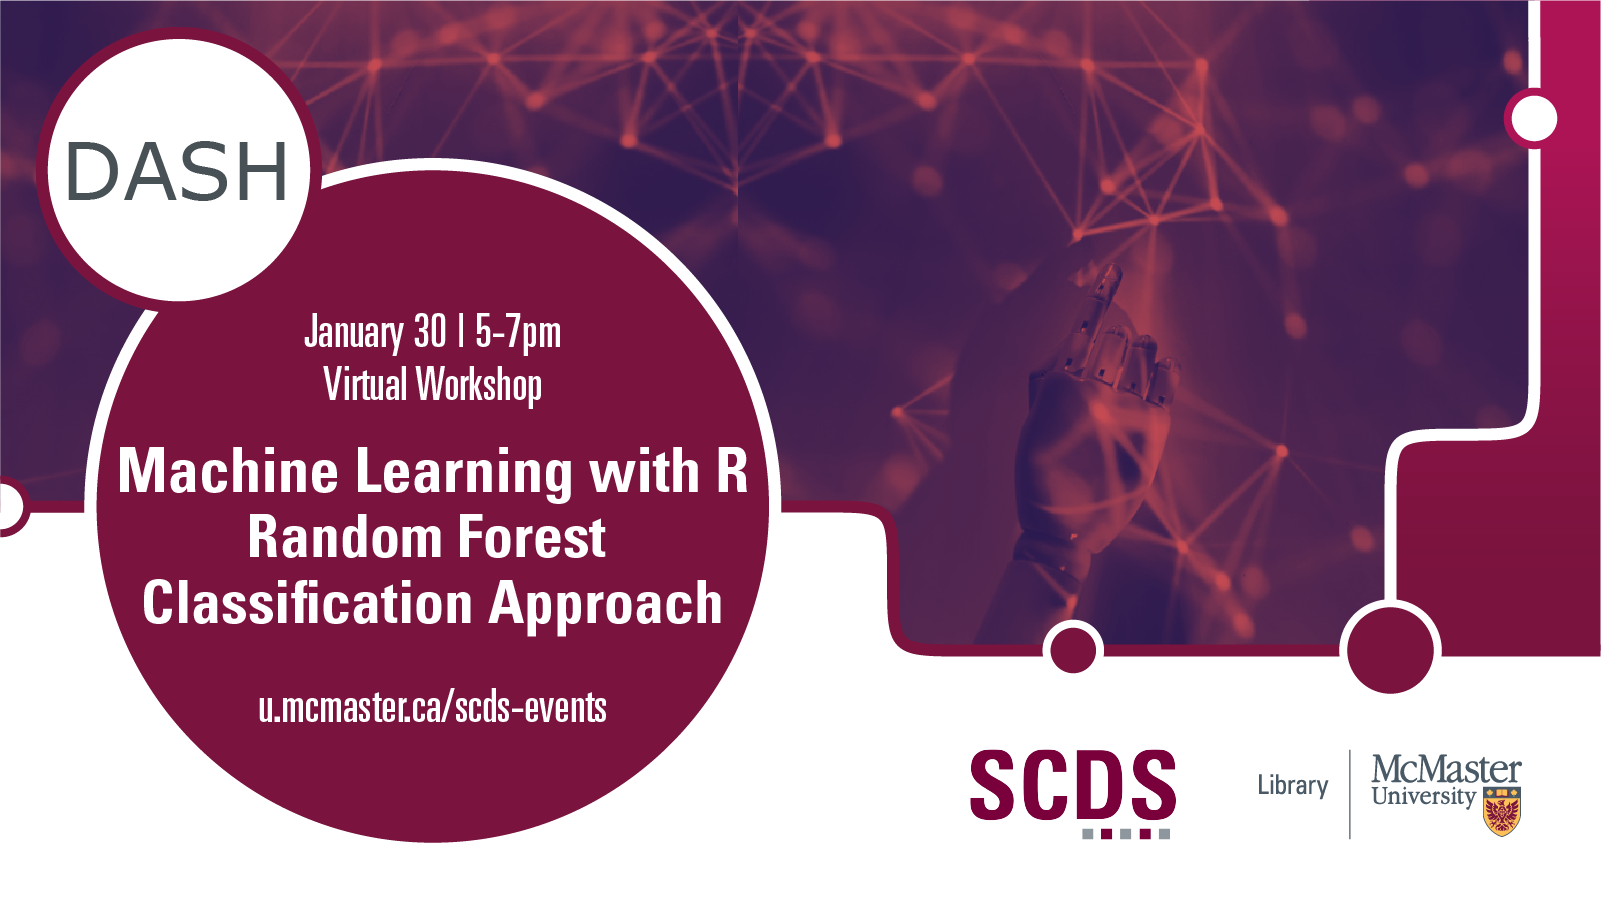 DASH
January 30 | 5-7pm
Virtual Workshop
Machine Learning with R
Random Forest
Classification Approach
u.mcmaster.ca/scds-events
SCDS
Library
McMaster
University